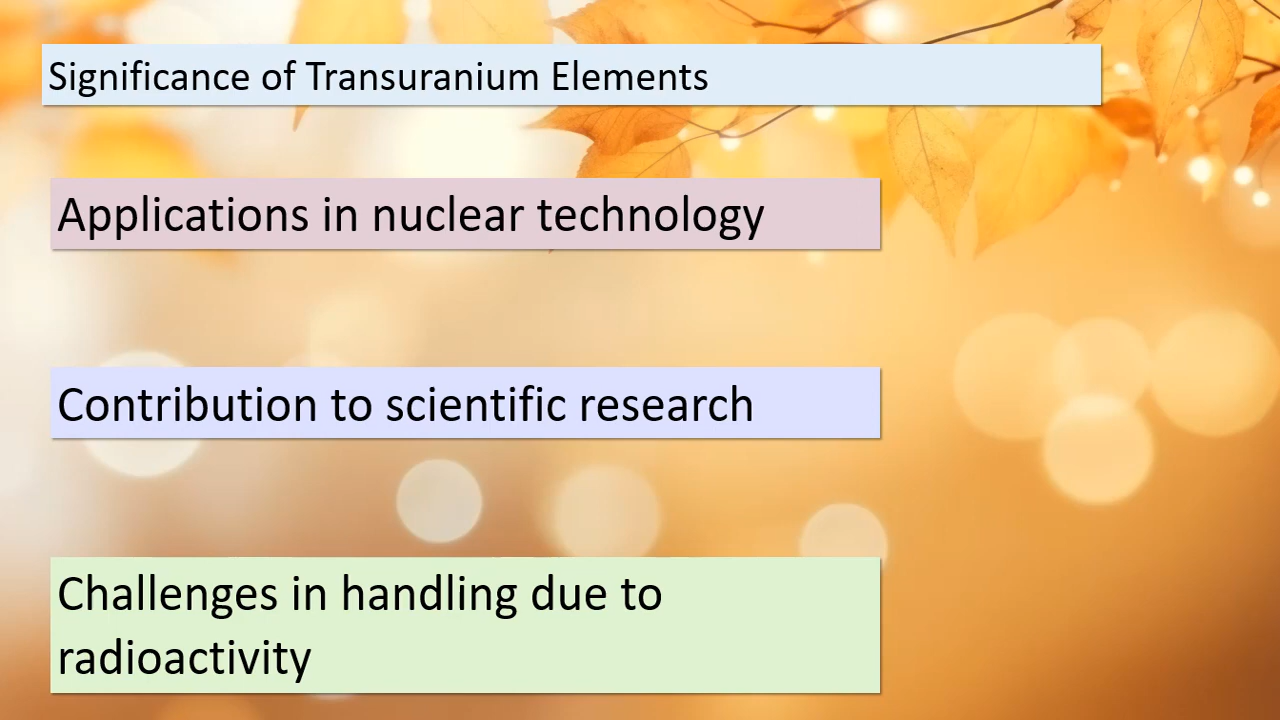 Significance of Transuranium Elements
Applications in nuclear technology
Contribution to scientific research
Challenges in handling due to
radioactivity